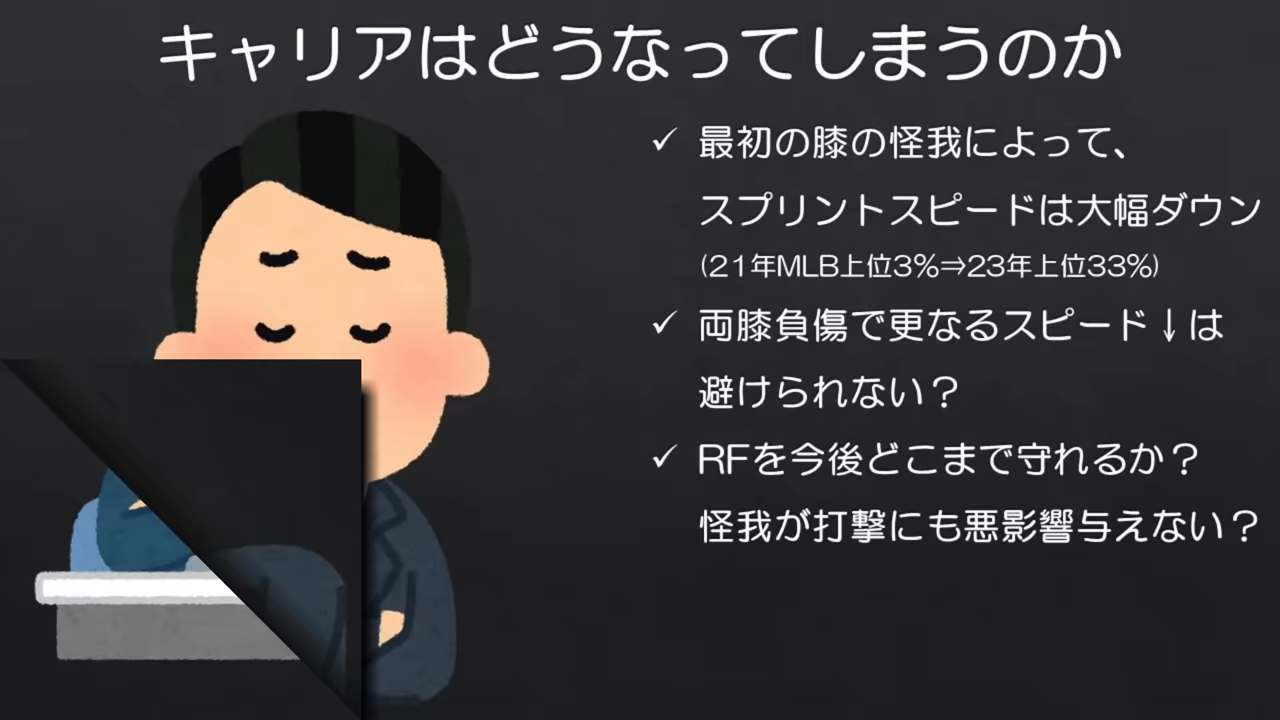 キャリアはどうなってしまうのか
✓ 最初の膝の怪我によって、
スプリントスピードは大幅ダウン
(21年MLB上位3%⇒23年上位33%)
✓ 両膝負傷で更なるスピード↓は
避けられない？
✓ RFを今後どこまで守れるか？
怪我が打撃にも悪影響与えない？